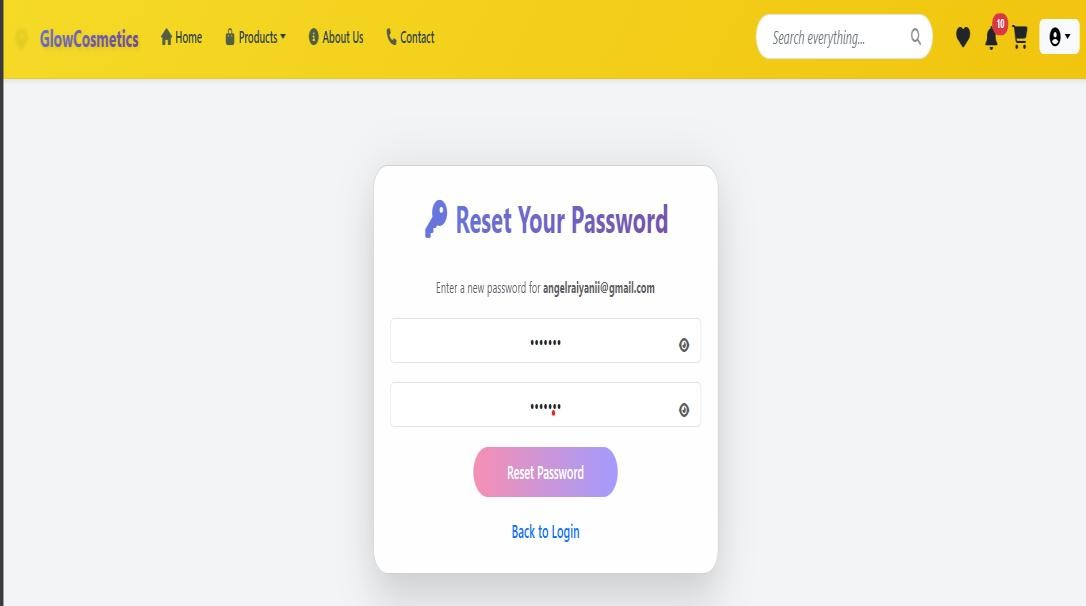 GlowCosmetics Home Products About Us Contact Search everything... 10
Reset Your Password
Enter a new password for angelraiyanii@gmail.com
•••••••
•••••••
Reset Password
Back to Login